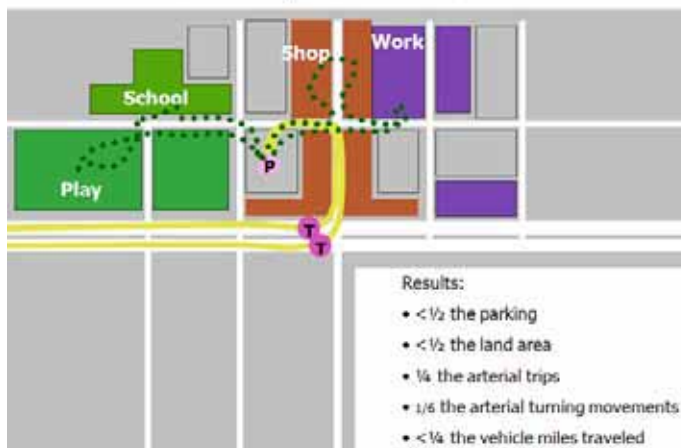 Shop
Work
School
P
Play
T
T
Results:
• <½ the parking
• <½ the land area
• ¼ the arterial trips
• 1/6 the arterial turning movements
• <¼ the vehicle miles traveled